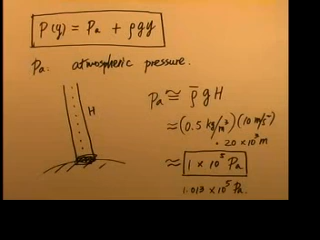 P(y) = Pa + ρgy
Pa: atmospheric pressure.
H
Pa ≅ ρ̄ g H
≈ (0.5 kg/m³)(10 m/s²)
· 20 × 10³ m
≈ 1 × 10⁵ Pa
1.013 × 10⁵ Pa.